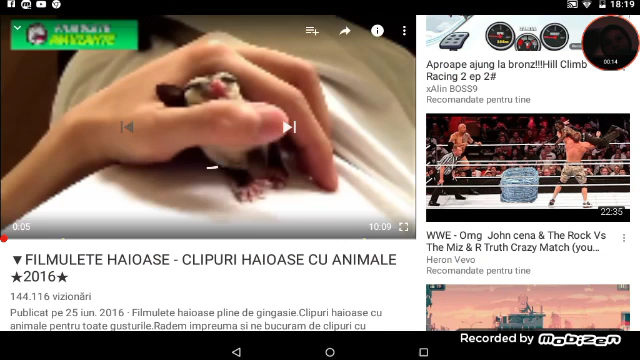 18:19
0:05
10:09
▼FILMULETE HAIOASE - CLIPURI HAIOASE CU ANIMALE
★2016★
144.116 vizionări
Publicat pe 25 iun. 2016 · Filmulete haioase pline de gingasie.Clipuri haioase cu
animale pentru toate gusturile.Radem impreuma si ne bucuram de clipuri cu
00:14
Aproape ajung la bronz!!!Hill Climb
Racing 2 ep 2#
xAlin BOSS9
Recomandate pentru tine
22:35
WWE - Omg John cena & The Rock Vs
The Miz & R Truth Crazy Match (you...
Heron Vevo
Recomandate pentru tine
Recorded by Mobizen